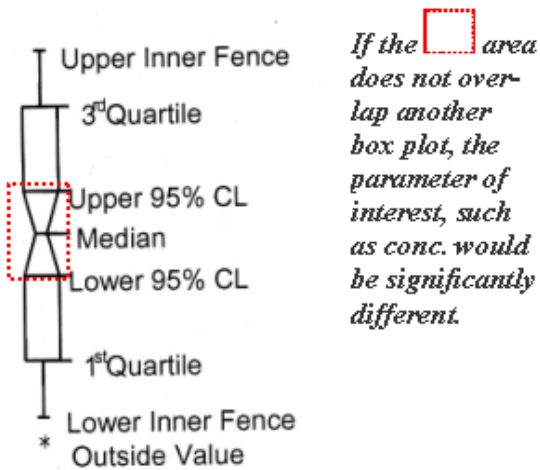 Upper Inner Fence
3rdQuartile
Upper 95% CL
Median
Lower 95% CL
1stQuartile
Lower Inner Fence
* Outside Value
If the area
does not over-
lap another
box plot, the
parameter of
interest, such
as conc. would
be significantly
different.